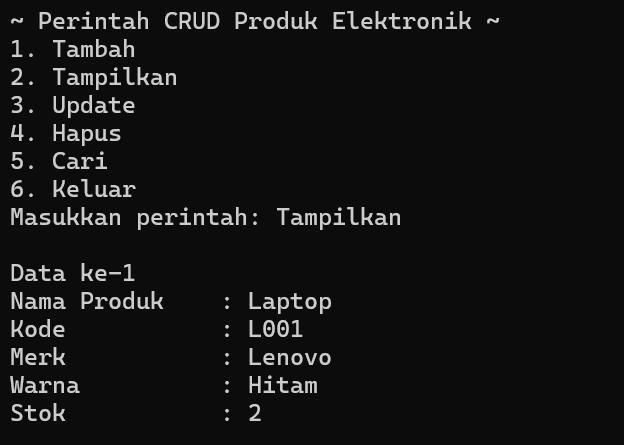 ~ Perintah CRUD Produk Elektronik ~
1. Tambah
2. Tampilkan
3. Update
4. Hapus
5. Cari
6. Keluar
Masukkan perintah: Tampilkan

Data ke-1
Nama Produk    : Laptop
Kode           : L001
Merk           : Lenovo
Warna          : Hitam
Stok           : 2